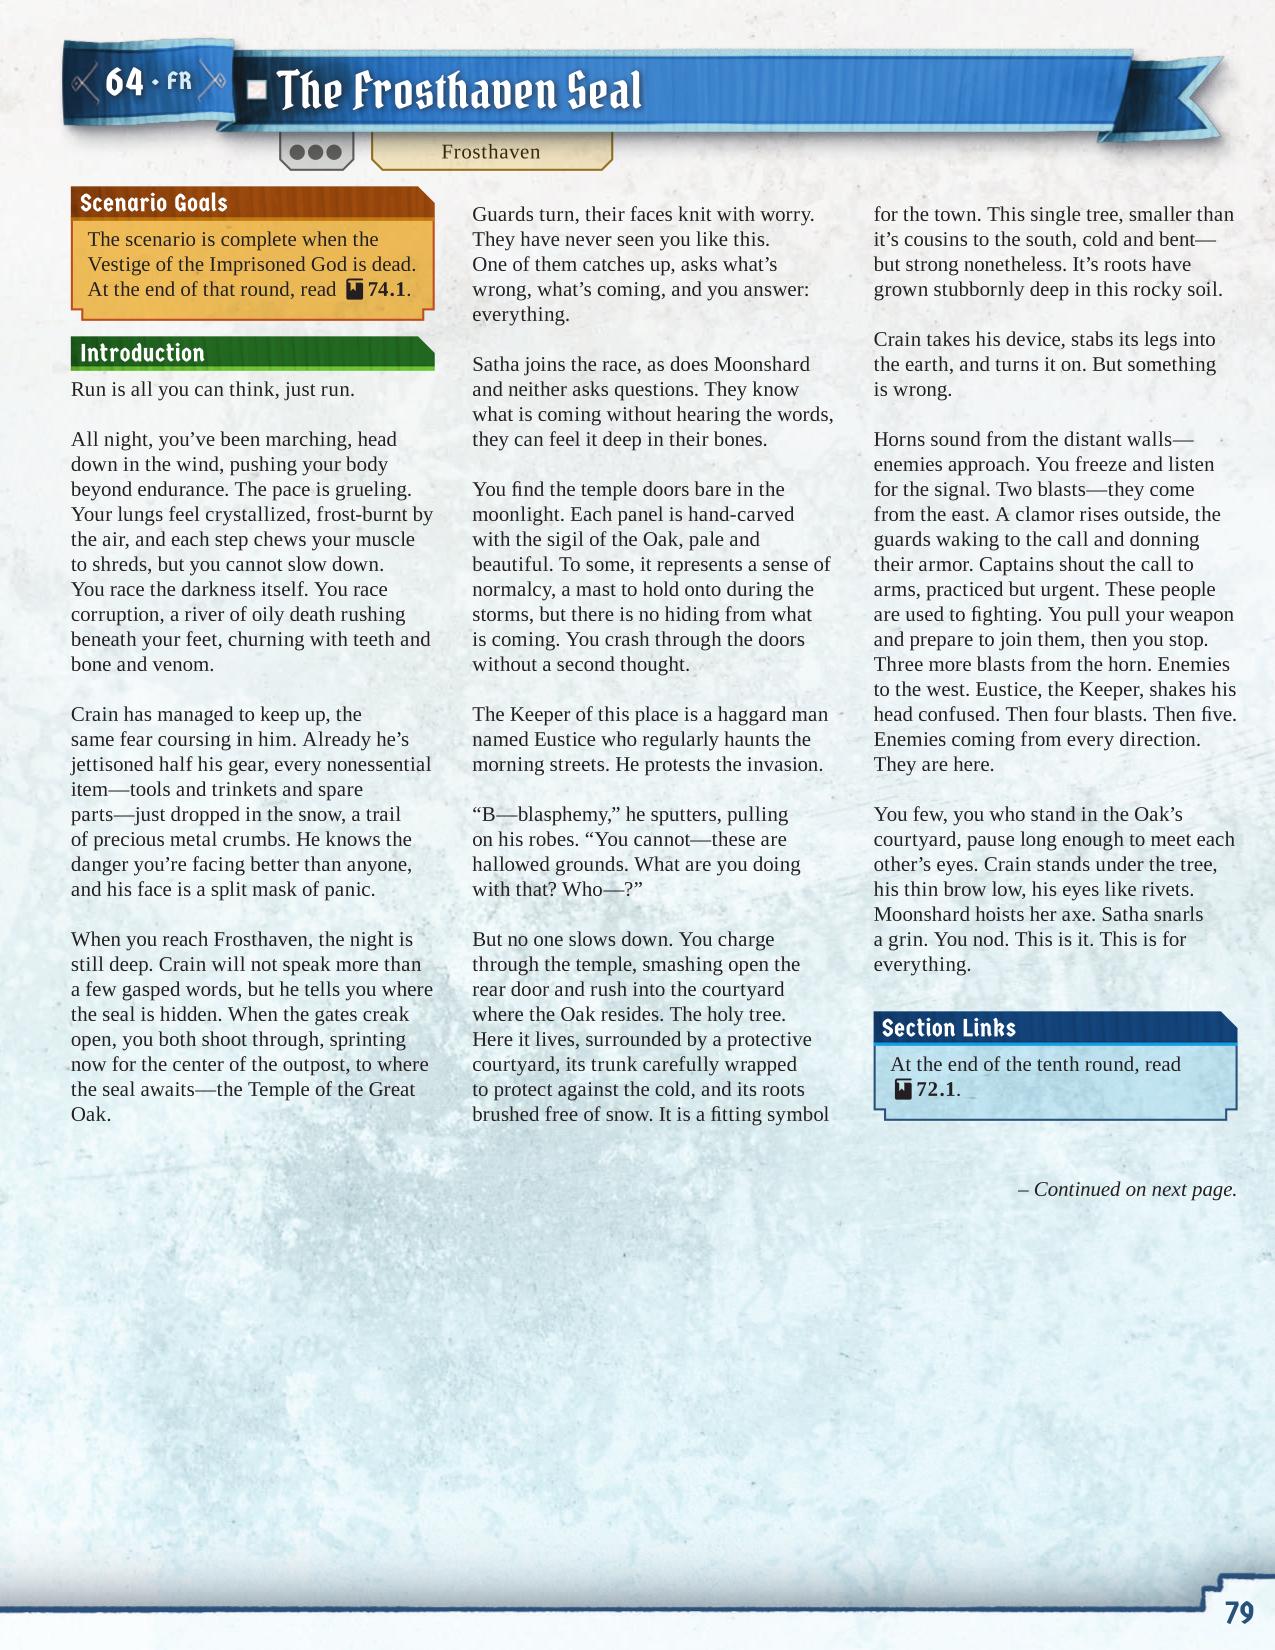 64 · FR
The Frosthaven Seal
Frosthaven
Scenario Goals
The scenario is complete when the
Vestige of the Imprisoned God is dead.
At the end of that round, read 74.1.
Introduction
Run is all you can think, just run.
All night, you’ve been marching, head
down in the wind, pushing your body
beyond endurance. The pace is grueling.
Your lungs feel crystallized, frost-burnt by
the air, and each step chews your muscle
to shreds, but you cannot slow down.
You race the darkness itself. You race
corruption, a river of oily death rushing
beneath your feet, churning with teeth and
bone and venom.
Crain has managed to keep up, the
same fear coursing in him. Already he’s
jettisoned half his gear, every nonessential
item—tools and trinkets and spare
parts—just dropped in the snow, a trail
of precious metal crumbs. He knows the
danger you’re facing better than anyone,
and his face is a split mask of panic.
When you reach Frosthaven, the night is
still deep. Crain will not speak more than
a few gasped words, but he tells you where
the seal is hidden. When the gates creak
open, you both shoot through, sprinting
now for the center of the outpost, to where
the seal awaits—the Temple of the Great
Oak.
Guards turn, their faces knit with worry.
They have never seen you like this.
One of them catches up, asks what’s
wrong, what’s coming, and you answer:
everything.
Satha joins the race, as does Moonshard
and neither asks questions. They know
what is coming without hearing the words,
they can feel it deep in their bones.
You find the temple doors bare in the
moonlight. Each panel is hand-carved
with the sigil of the Oak, pale and
beautiful. To some, it represents a sense of
normalcy, a mast to hold onto during the
storms, but there is no hiding from what
is coming. You crash through the doors
without a second thought.
The Keeper of this place is a haggard man
named Eustice who regularly haunts the
morning streets. He protests the invasion.
“B—blasphemy,” he sputters, pulling
on his robes. “You cannot—these are
hallowed grounds. What are you doing
with that? Who—?”
But no one slows down. You charge
through the temple, smashing open the
rear door and rush into the courtyard
where the Oak resides. The holy tree.
Here it lives, surrounded by a protective
courtyard, its trunk carefully wrapped
to protect against the cold, and its roots
brushed free of snow. It is a fitting symbol
for the town. This single tree, smaller than
it’s cousins to the south, cold and bent—
but strong nonetheless. It’s roots have
grown stubbornly deep in this rocky soil.
Crain takes his device, stabs its legs into
the earth, and turns it on. But something
is wrong.
Horns sound from the distant walls—
enemies approach. You freeze and listen
for the signal. Two blasts—they come
from the east. A clamor rises outside, the
guards waking to the call and donning
their armor. Captains shout the call to
arms, practiced but urgent. These people
are used to fighting. You pull your weapon
and prepare to join them, then you stop.
Three more blasts from the horn. Enemies
to the west. Eustice, the Keeper, shakes his
head confused. Then four blasts. Then five.
Enemies coming from every direction.
They are here.
You few, you who stand in the Oak’s
courtyard, pause long enough to meet each
other’s eyes. Crain stands under the tree,
his thin brow low, his eyes like rivets.
Moonshard hoists her axe. Satha snarls
a grin. You nod. This is it. This is for
everything.
Section Links
At the end of the tenth round, read
72.1.
– Continued on next page.
79